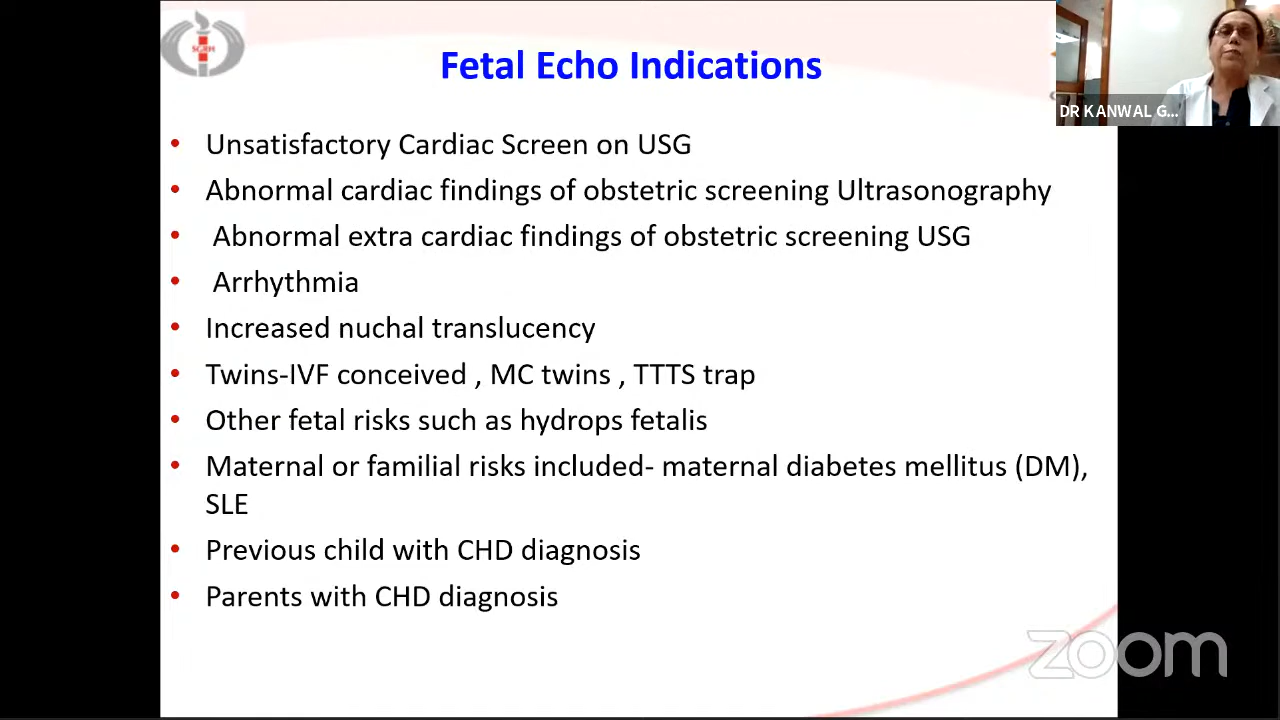 SGRH
Fetal Echo Indications
DR KANWAL G...
• Unsatisfactory Cardiac Screen on USG
• Abnormal cardiac findings of obstetric screening Ultrasonography
• Abnormal extra cardiac findings of obstetric screening USG
• Arrhythmia
• Increased nuchal translucency
• Twins-IVF conceived , MC twins , TTTS trap
• Other fetal risks such as hydrops fetalis
• Maternal or familial risks included- maternal diabetes mellitus (DM),
SLE
• Previous child with CHD diagnosis
• Parents with CHD diagnosis
zoom